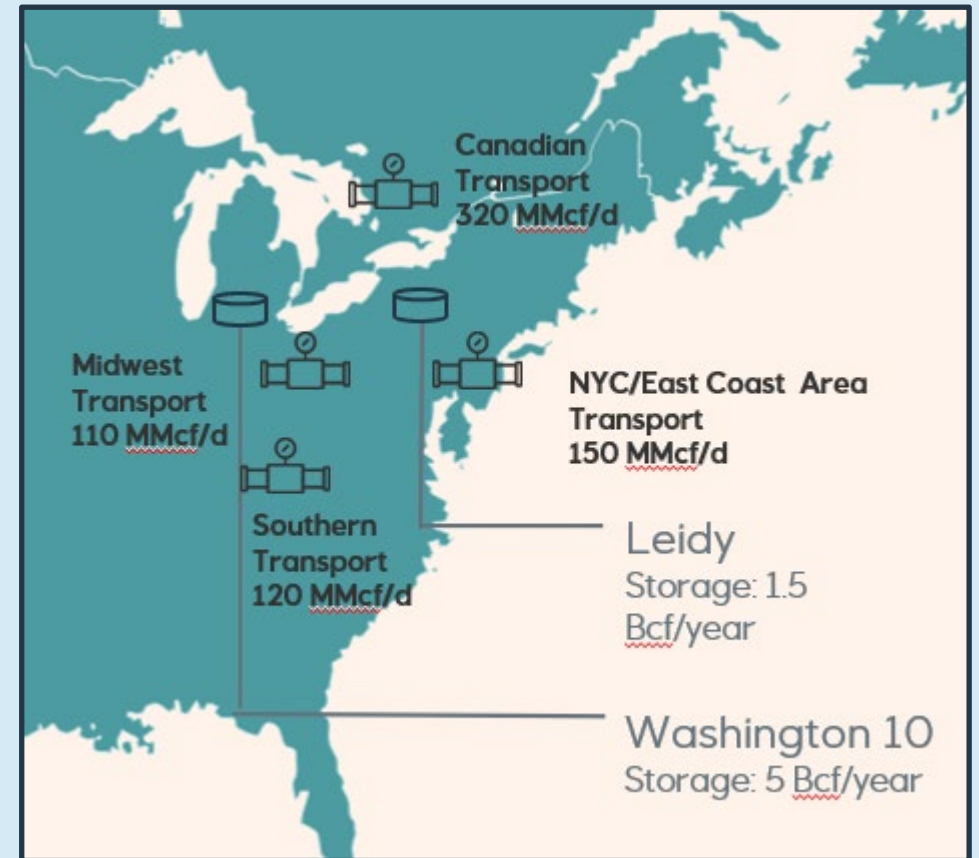 Canadian
Transport
320 MMcf/d
Midwest
Transport
110 MMcf/d
NYC/East Coast Area
Transport
150 MMcf/d
Southern
Transport
120 MMcf/d
Leidy
Storage: 1.5
Bcf/year
Washington 10
Storage: 5 Bcf/year